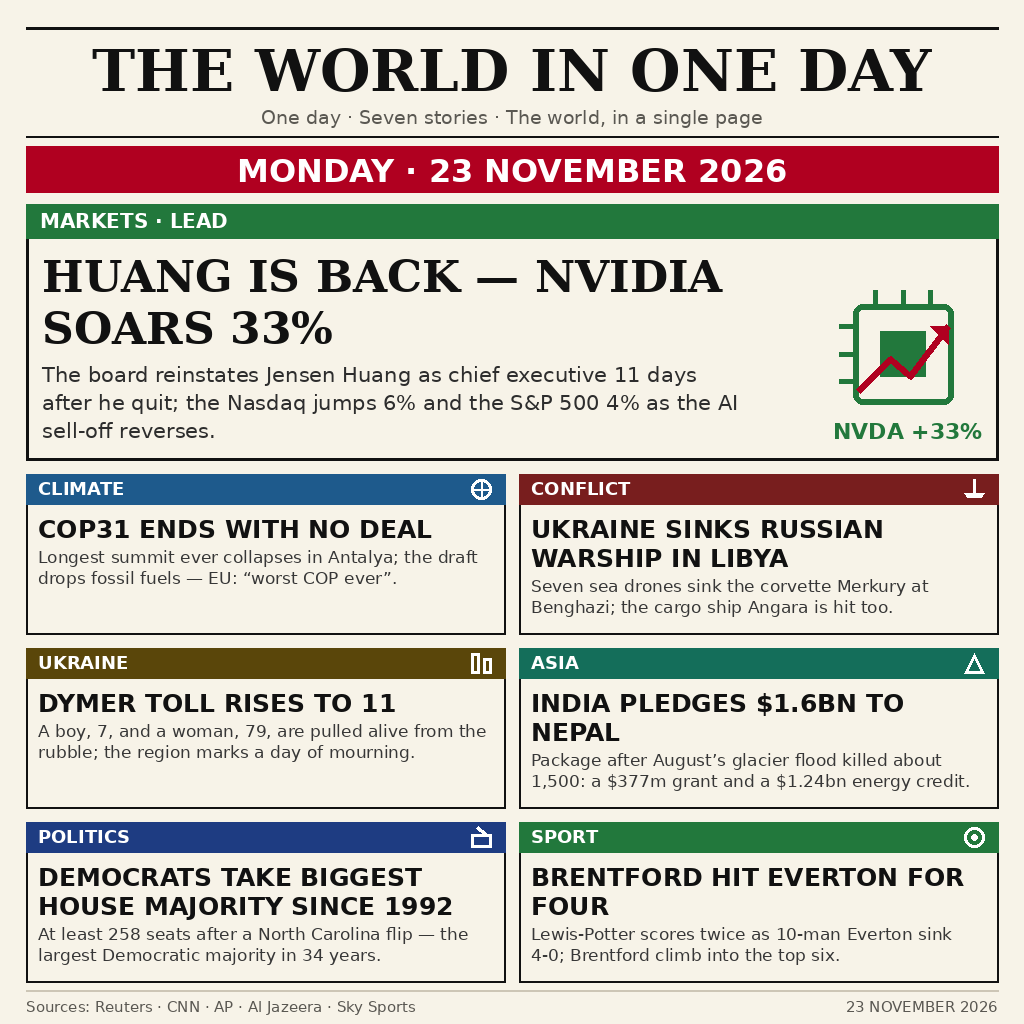 THE WORLD IN ONE DAY
One day · Seven stories · The world, in a single page
MONDAY · 23 NOVEMBER 2026
MARKETS · LEAD
HUANG IS BACK — NVIDIA
SOARS 33%
The board reinstates Jensen Huang as chief executive 11 days
after he quit; the Nasdaq jumps 6% and the S&P 500 4% as the AI
sell-off reverses.
NVDA +33%
CLIMATE
COP31 ENDS WITH NO DEAL
Longest summit ever collapses in Antalya; the draft
drops fossil fuels — EU: “worst COP ever”.
CONFLICT
UKRAINE SINKS RUSSIAN
WARSHIP IN LIBYA
Seven sea drones sink the corvette Merkury at
Benghazi; the cargo ship Angara is hit too.
UKRAINE
DYMER TOLL RISES TO 11
A boy, 7, and a woman, 79, are pulled alive from the
rubble; the region marks a day of mourning.
ASIA
INDIA PLEDGES $1.6BN TO
NEPAL
Package after August’s glacier flood killed about
1,500: a $377m grant and a $1.24bn energy credit.
POLITICS
DEMOCRATS TAKE BIGGEST
HOUSE MAJORITY SINCE 1992
At least 258 seats after a North Carolina flip — the
largest Democratic majority in 34 years.
SPORT
BRENTFORD HIT EVERTON FOR
FOUR
Lewis-Potter scores twice as 10-man Everton sink
4-0; Brentford climb into the top six.
Sources: Reuters · CNN · AP · Al Jazeera · Sky Sports
23 NOVEMBER 2026